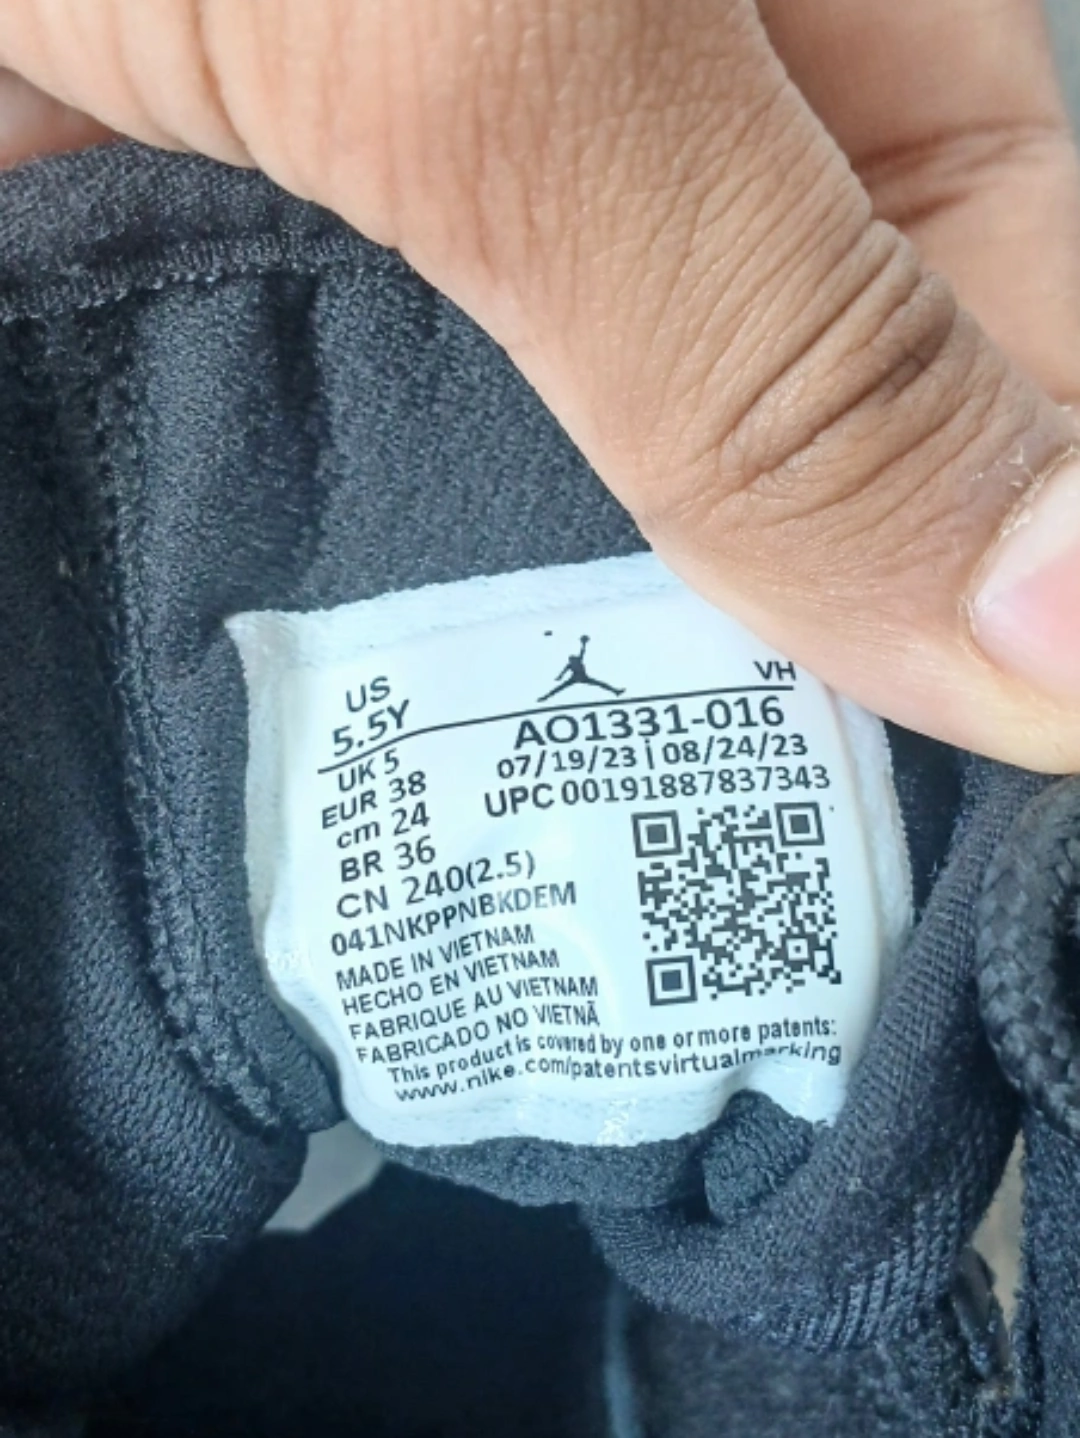 US
5.5Y
VH
AO1331-016
07/19/23 | 08/24/23
UPC 00191887837343
UK 5
EUR 38
cm 24
BR 36
CN 240(2.5)
041NKPPNBKDEM
MADE IN VIETNAM
HECHO EN VIETNAM
FABRIQUE AU VIETNAM
FABRICADO NO VIETNÃ
This product is covered by one or more patents:
www.nike.com/patentsvirtualmarking